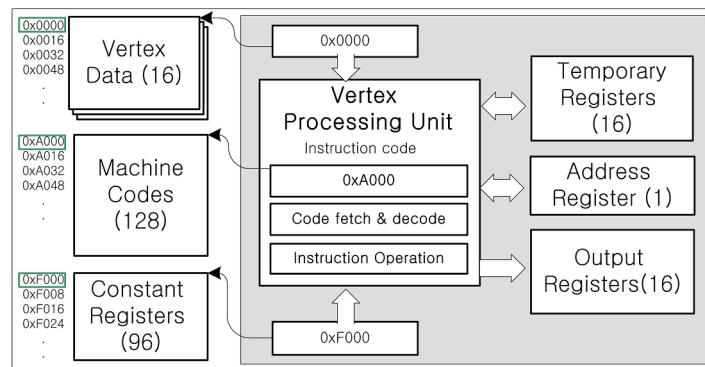 0x0000
0x0016
0x0032
0x0048
.
.
Vertex
Data (16)
0xA000
0xA016
0xA032
0xA048
.
.
Machine
Codes
(128)
0xF000
0xF008
0xF016
0xF024
.
.
Constant
Registers
(96)
0x0000
Vertex
Processing Unit
Instruction code
0xA000
Code fetch & decode
Instruction Operation
0xF000
Temporary
Registers
(16)
Address
Register (1)
Output
Registers(16)